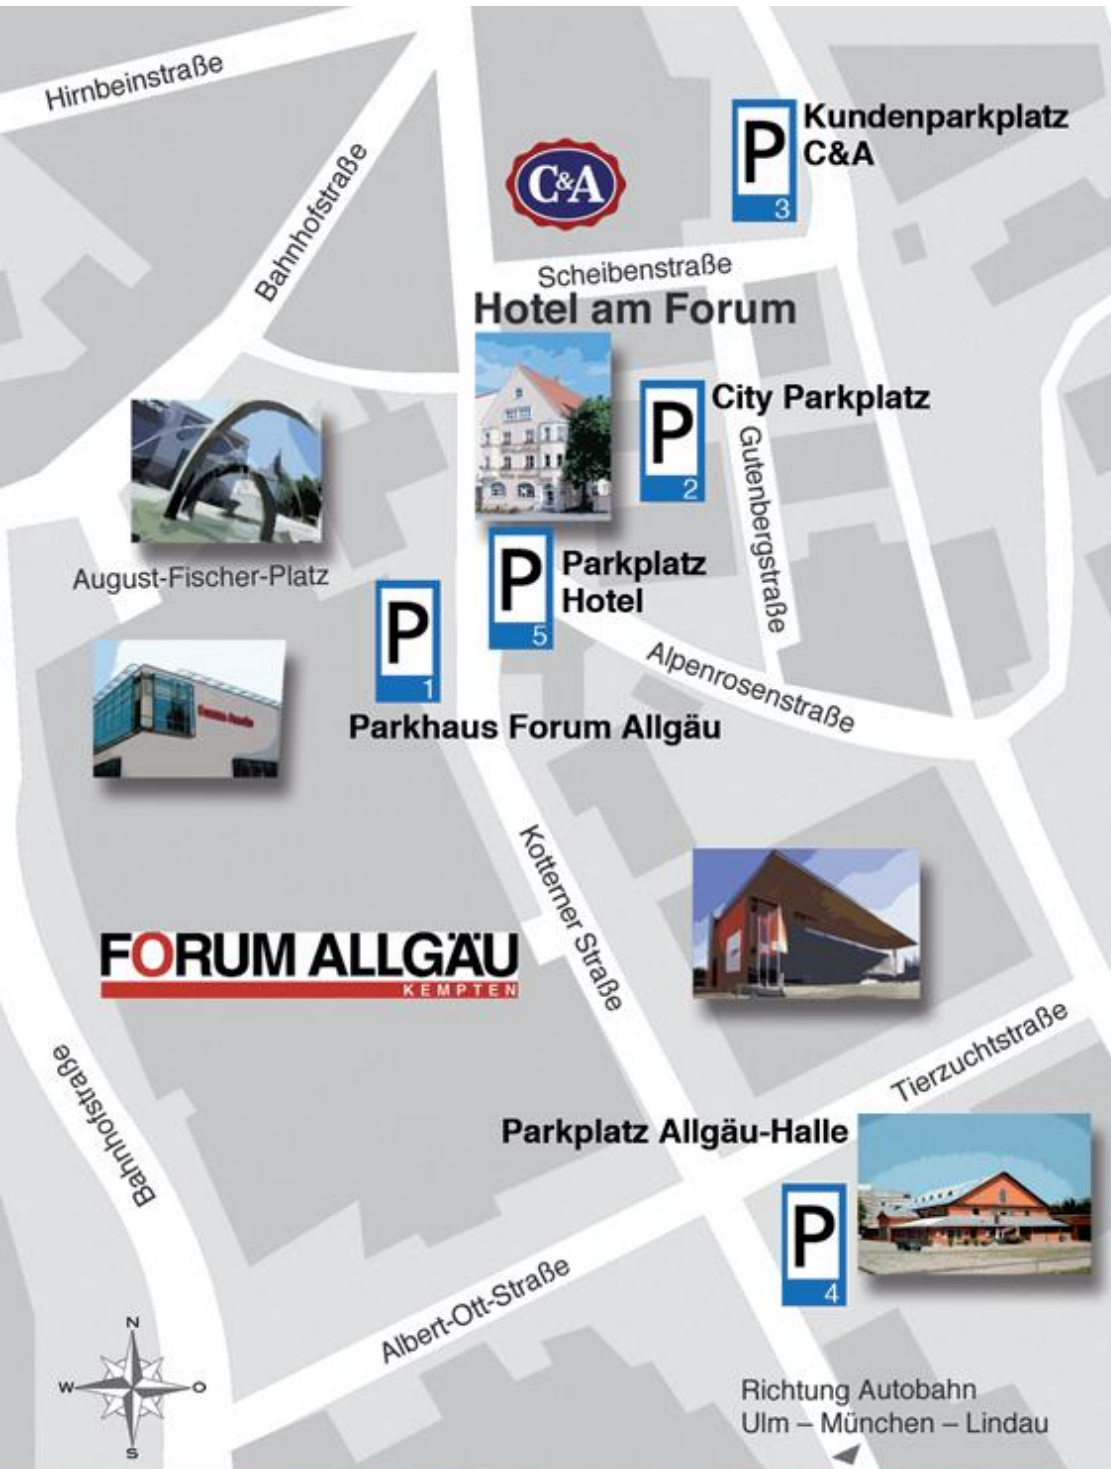 Hirnbeinstraße
Bahnhofstraße
C&A
P
3
Kundenparkplatz
C&A
Scheibenstraße
Hotel am Forum
P
2
City Parkplatz
Gutenbergstraße
August-Fischer-Platz
P
5
Parkplatz
Hotel
P
1
Parkhaus Forum Allgäu
Alpenrosenstraße
Kotterner Straße
FORUM ALLGÄU
KEMPTEN
Tierzuchtstraße
Bahnhofstraße
Parkplatz Allgäu-Halle
P
4
Albert-Ott-Straße
N
W
O
S
Richtung Autobahn
Ulm – München – Lindau